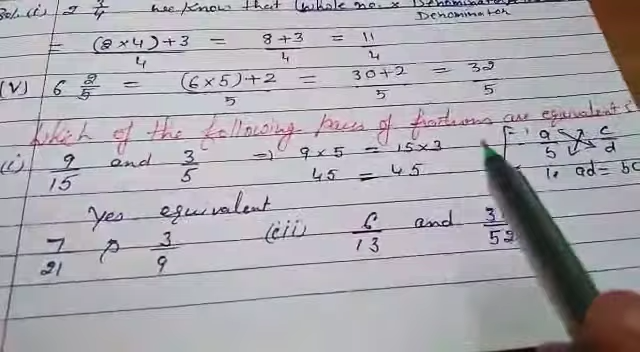 Sol. (i) 2 3/4 we know that (Whole no. × Denominator
Denominator
= (2×4)+3/4 = 8+3/4 = 11/4
(V) 6 2/5 = (6×5)+2/5 = 30+2/5 = 32/5
Which of the following pairs of fractions are equivalent
(i) 9/15 and 3/5 ⇒ 9×5 = 15×3
a/b c/d
45 = 45
ie ad = bc
Yes equivalent
7/21 3/9 (iii) 6/13 and 3/52